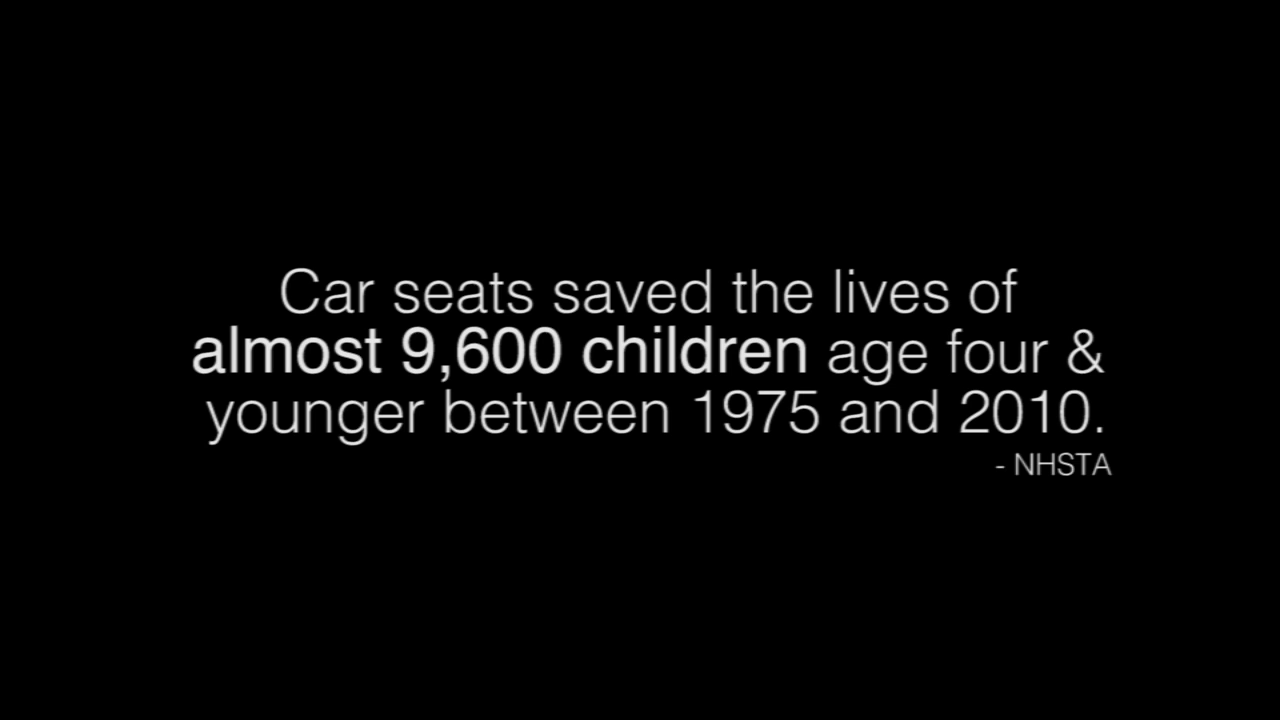 Car seats saved the lives of
almost 9,600 children age four &
younger between 1975 and 2010.
- NHSTA